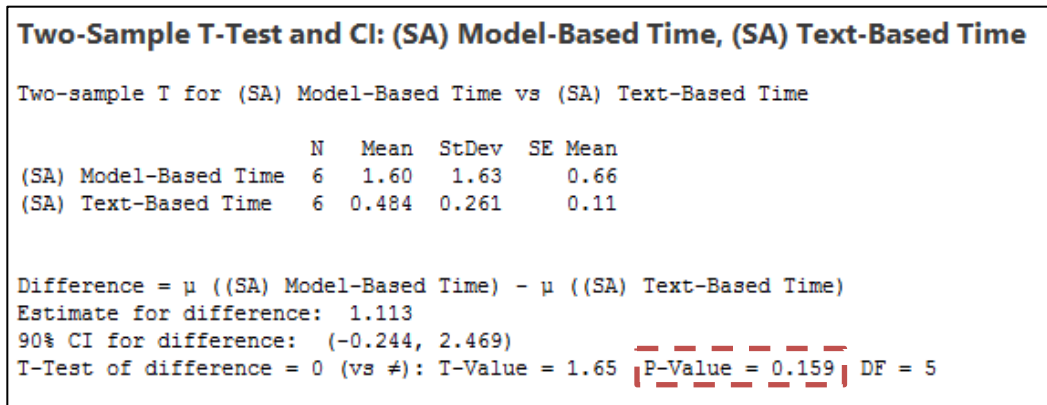 Two-Sample T-Test and CI: (SA) Model-Based Time, (SA) Text-Based Time
Two-sample T for (SA) Model-Based Time vs (SA) Text-Based Time
N Mean StDev SE Mean
(SA) Model-Based Time 6 1.60 1.63 0.66
(SA) Text-Based Time 6 0.484 0.261 0.11
Difference = μ ((SA) Model-Based Time) - μ ((SA) Text-Based Time)
Estimate for difference: 1.113
90% CI for difference: (-0.244, 2.469)
T-Test of difference = 0 (vs ≠): T-Value = 1.65 P-Value = 0.159 DF = 5